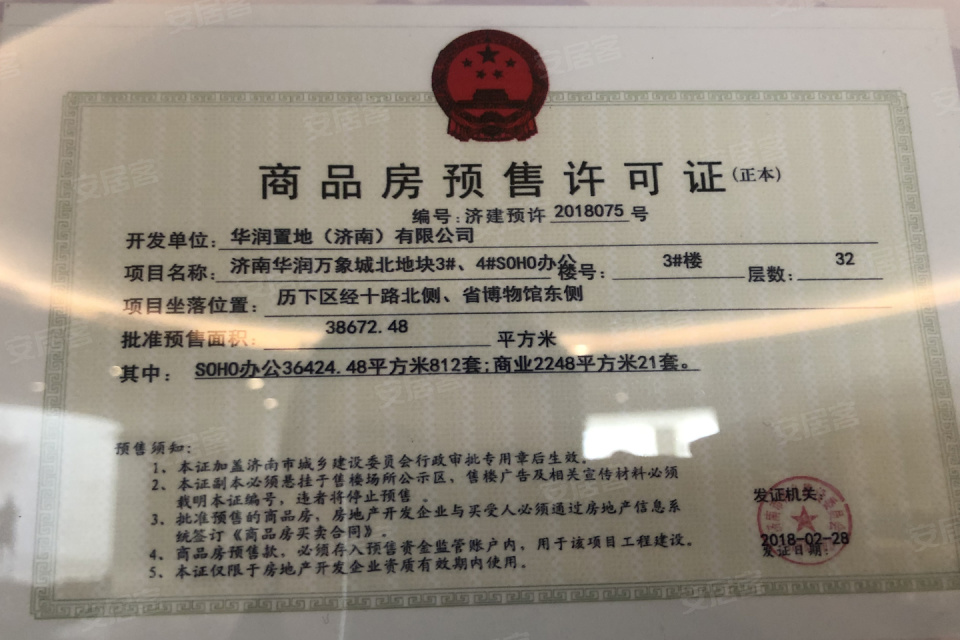 商品房预售许可证(正本)
编号:济建预许 2018075 号
开发单位: 华润置地（济南）有限公司
项目名称: 济南华润万象城北地块3#、4#SOHO办公 楼号: 3#楼 层数: 32
项目坐落位置: 历下区经十路北侧、省博物馆东侧
批准预售面积: 38672.48 平方米
其中: SOHO办公36424.48平方米812套;商业2248平方米21套。
预售须知:
1、本证加盖济南市城乡建设委员会行政审批专用章后生效。
2、本证副本必须悬挂于售楼场所公示区，售楼广告及相关宣传材料必须
载明本证编号，违者将停止预售。
3、批准预售的商品房，房地产开发企业与买受人必须通过房地产信息系
统签订《商品房买卖合同》。
4、商品房预售款，必须存入预售资金监管账户内，用于该项目工程建设。
5、本证仅限于房地产开发企业资质有效期内使用。
发证机关:
2018-02-28
发证日期:
安居客